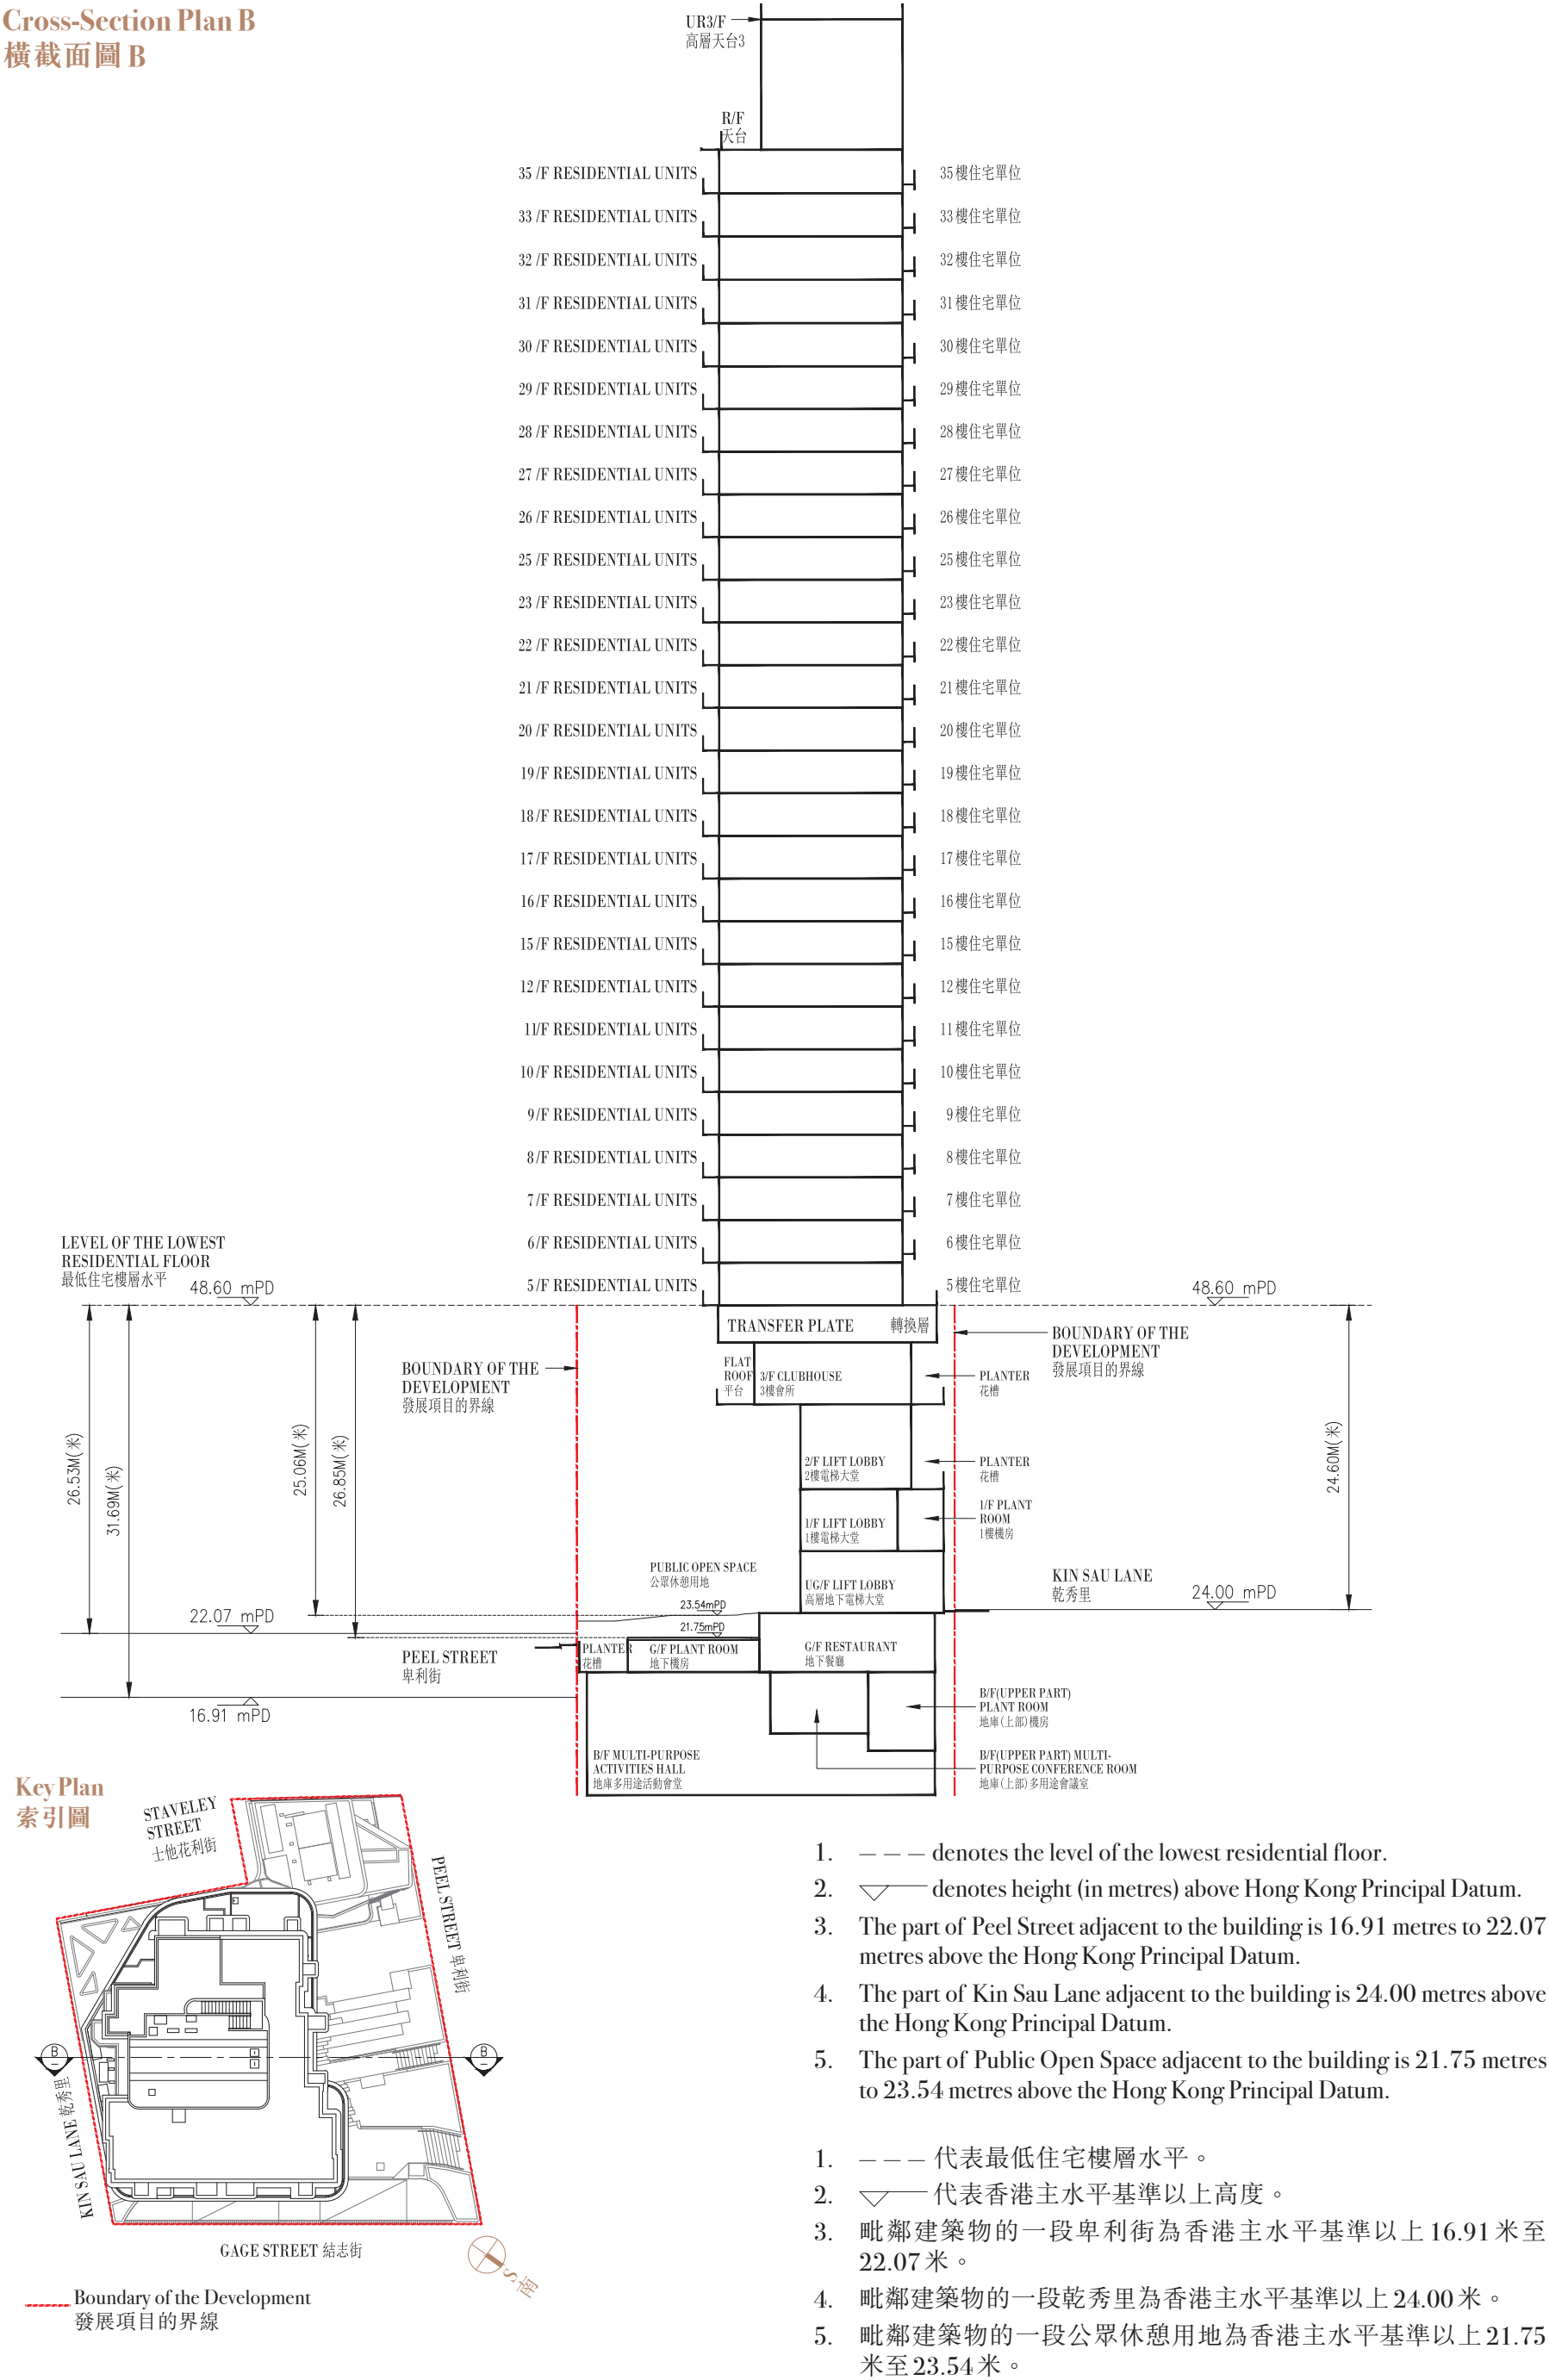 Cross-Section Plan B
橫截面圖 B
UR3/F
高層天台3
R/F
天台
35 /F RESIDENTIAL UNITS 35樓住宅單位
33 /F RESIDENTIAL UNITS 33樓住宅單位
32 /F RESIDENTIAL UNITS 32樓住宅單位
31 /F RESIDENTIAL UNITS 31樓住宅單位
30 /F RESIDENTIAL UNITS 30樓住宅單位
29 /F RESIDENTIAL UNITS 29樓住宅單位
28 /F RESIDENTIAL UNITS 28樓住宅單位
27 /F RESIDENTIAL UNITS 27樓住宅單位
26 /F RESIDENTIAL UNITS 26樓住宅單位
25 /F RESIDENTIAL UNITS 25樓住宅單位
23 /F RESIDENTIAL UNITS 23樓住宅單位
22 /F RESIDENTIAL UNITS 22樓住宅單位
21 /F RESIDENTIAL UNITS 21樓住宅單位
20 /F RESIDENTIAL UNITS 20樓住宅單位
19/F RESIDENTIAL UNITS 19樓住宅單位
18/F RESIDENTIAL UNITS 18樓住宅單位
17/F RESIDENTIAL UNITS 17樓住宅單位
16/F RESIDENTIAL UNITS 16樓住宅單位
15/F RESIDENTIAL UNITS 15樓住宅單位
12/F RESIDENTIAL UNITS 12樓住宅單位
11/F RESIDENTIAL UNITS 11樓住宅單位
10/F RESIDENTIAL UNITS 10樓住宅單位
9/F RESIDENTIAL UNITS 9樓住宅單位
8/F RESIDENTIAL UNITS 8樓住宅單位
7/F RESIDENTIAL UNITS 7樓住宅單位
6/F RESIDENTIAL UNITS 6樓住宅單位
5/F RESIDENTIAL UNITS 5樓住宅單位
LEVEL OF THE LOWEST
RESIDENTIAL FLOOR
最低住宅樓層水平
48.60 mPD
48.60 mPD
TRANSFER PLATE 轉換層
BOUNDARY OF THE
DEVELOPMENT
發展項目的界線
BOUNDARY OF THE
DEVELOPMENT
發展項目的界線
FLAT
ROOF
平台
3/F CLUBHOUSE
3樓會所
PLANTER
花槽
26.53M(米)
31.69M(米)
25.06M(米)
26.85M(米)
24.60M(米)
2/F LIFT LOBBY
2樓電梯大堂
PLANTER
花槽
1/F LIFT LOBBY
1樓電梯大堂
1/F PLANT
ROOM
1樓機房
PUBLIC OPEN SPACE
公眾休憩用地
UG/F LIFT LOBBY
高層地下電梯大堂
KIN SAU LANE
乾秀里
24.00 mPD
22.07 mPD
23.54mPD
21.75mPD
PEEL STREET
卑利街
PLANTER
花槽
G/F PLANT ROOM
地下機房
G/F RESTAURANT
地下餐廳
16.91 mPD
B/F(UPPER PART)
PLANT ROOM
地庫(上部)機房
B/F MULTI-PURPOSE
ACTIVITIES HALL
地庫多用途活動會堂
B/F(UPPER PART) MULTI-
PURPOSE CONFERENCE ROOM
地庫(上部)多用途會議室
Key Plan
索引圖
STAVELEY
STREET
士他花利街
PEEL STREET 卑利街
B
B
KIN SAU LANE 乾秀里
GAGE STREET 結志街
S 南
Boundary of the Development
發展項目的界線
1. denotes the level of the lowest residential floor.
2. denotes height (in metres) above Hong Kong Principal Datum.
3. The part of Peel Street adjacent to the building is 16.91 metres to 22.07
metres above the Hong Kong Principal Datum.
4. The part of Kin Sau Lane adjacent to the building is 24.00 metres above
the Hong Kong Principal Datum.
5. The part of Public Open Space adjacent to the building is 21.75 metres
to 23.54 metres above the Hong Kong Principal Datum.
1. 代表最低住宅樓層水平。
2. 代表香港主水平基準以上高度。
3. 毗鄰建築物的一段卑利街為香港主水平基準以上16.91米至
22.07米。
4. 毗鄰建築物的一段乾秀里為香港主水平基準以上24.00米。
5. 毗鄰建築物的一段公眾休憩用地為香港主水平基準以上21.75
米至23.54米。